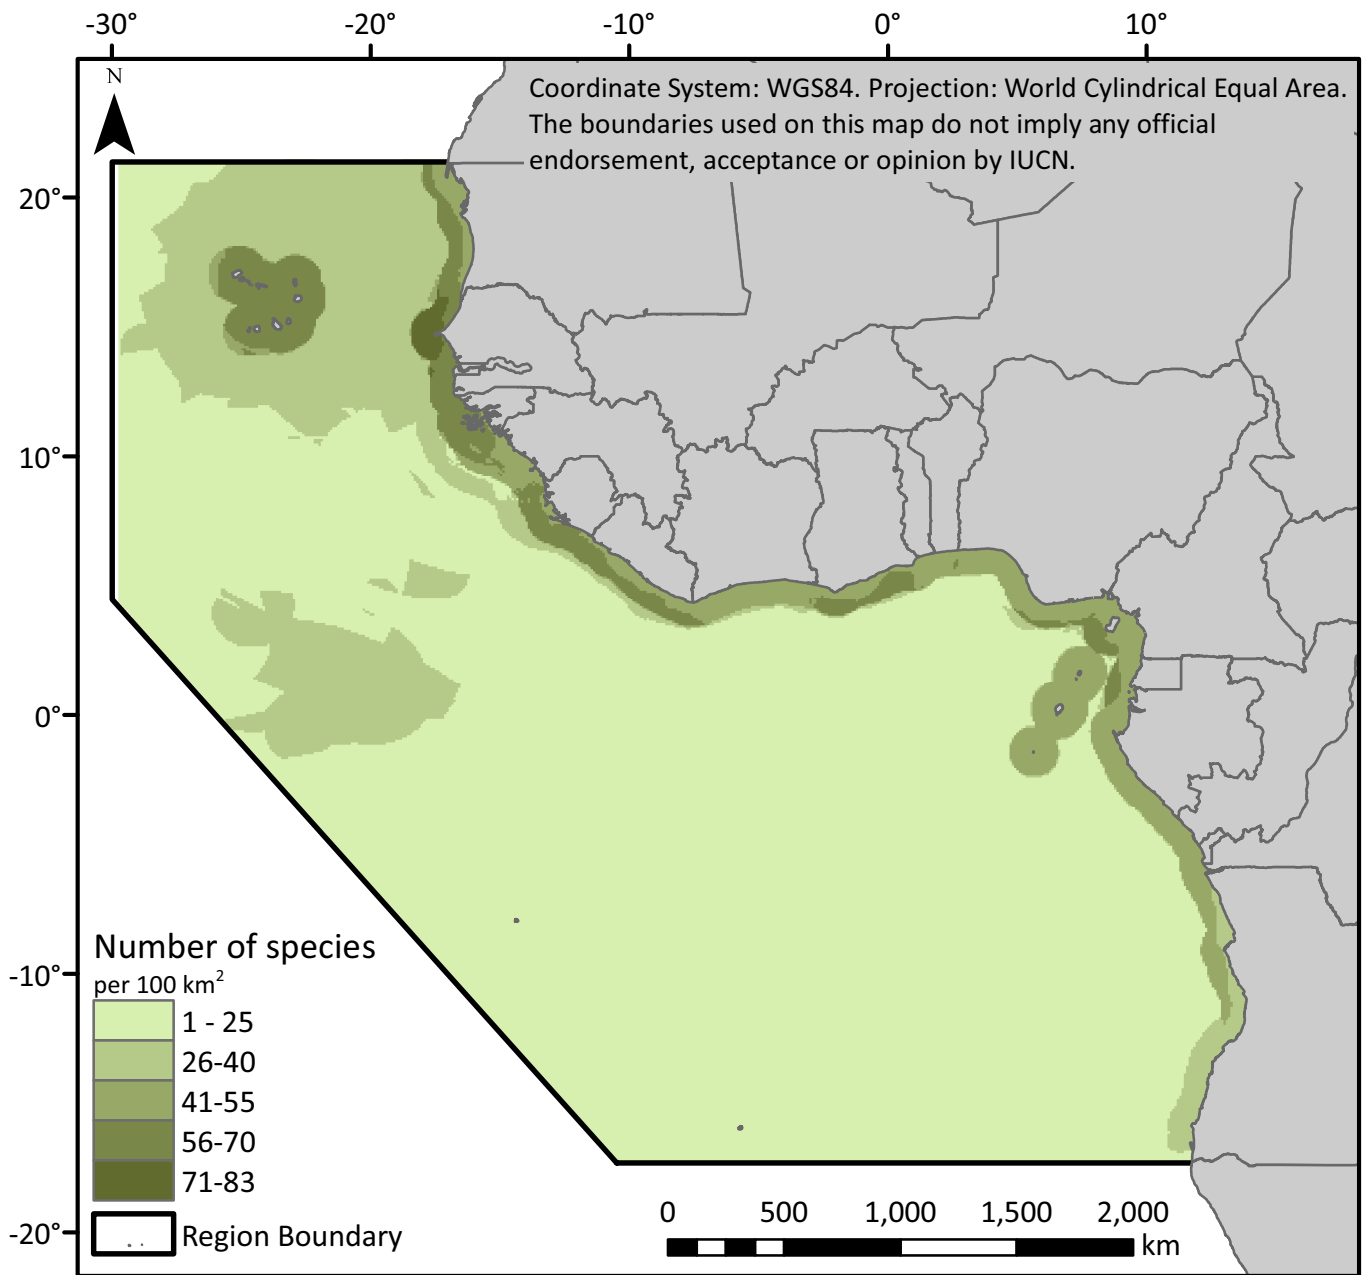 -30° -20° -10° 0° 10°
N
Coordinate System: WGS84. Projection: World Cylindrical Equal Area.
The boundaries used on this map do not imply any official
endorsement, acceptance or opinion by IUCN.
20°
10°
0°
-10°
-20°
Number of species
per 100 km²
1 - 25
26-40
41-55
56-70
71-83
Region Boundary
0 500 1,000 1,500 2,000
km